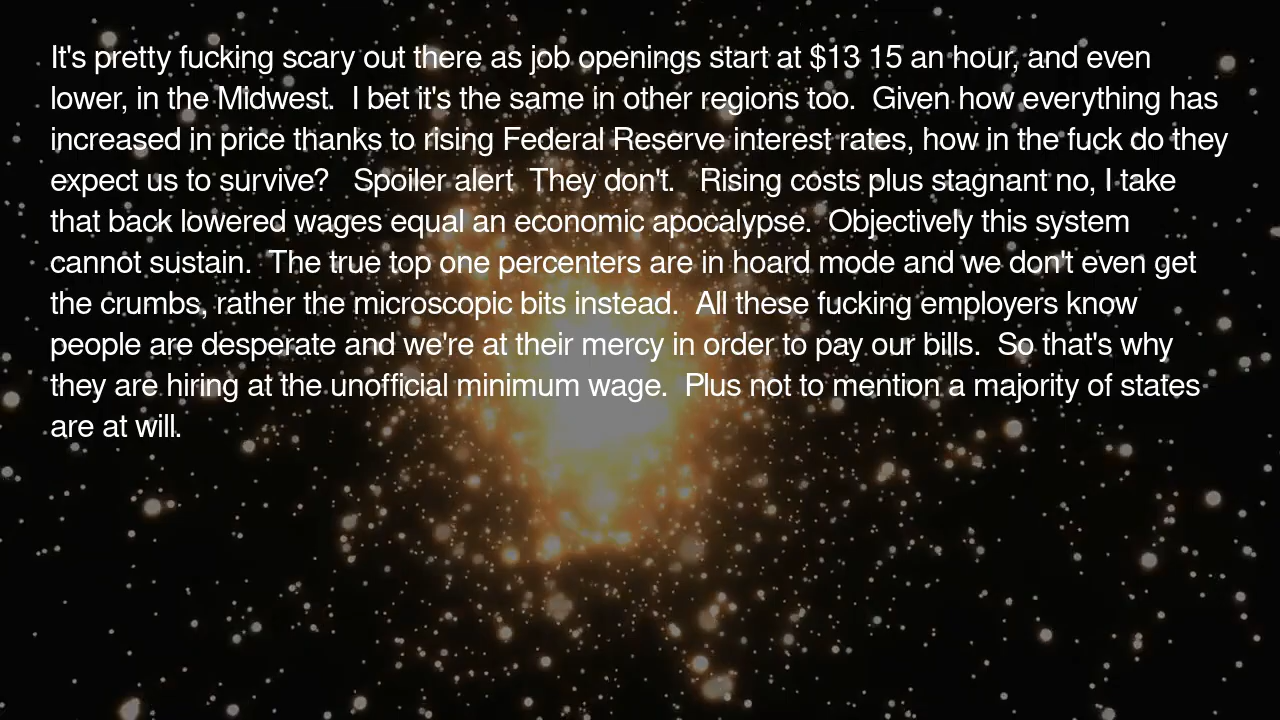 It's pretty fucking scary out there as job openings start at $13 15 an hour, and even
lower, in the Midwest.  I bet it's the same in other regions too.  Given how everything has
increased in price thanks to rising Federal Reserve interest rates, how in the fuck do they
expect us to survive?   Spoiler alert  They don't.   Rising costs plus stagnant no, I take
that back lowered wages equal an economic apocalypse.  Objectively this system
cannot sustain.  The true top one percenters are in hoard mode and we don't even get
the crumbs, rather the microscopic bits instead.  All these fucking employers know
people are desperate and we're at their mercy in order to pay our bills.  So that's why
they are hiring at the unofficial minimum wage.  Plus not to mention a majority of states
are at will.